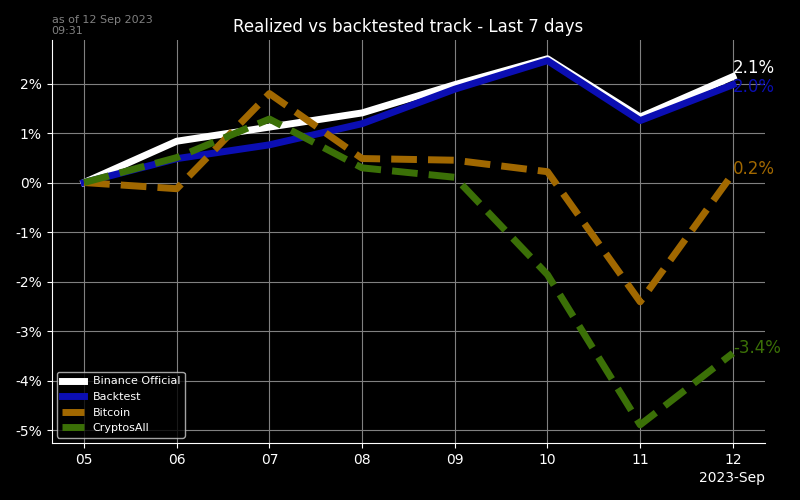 as of 12 Sep 2023
09:31
Realized vs backtested track - Last 7 days
2%
1%
0%
-1%
-2%
-3%
-4%
-5%
2.1%
2.0%
0.2%
-3.4%
Binance Official
Backtest
Bitcoin
CryptosAll
05 06 07 08 09 10 11 12
2023-Sep